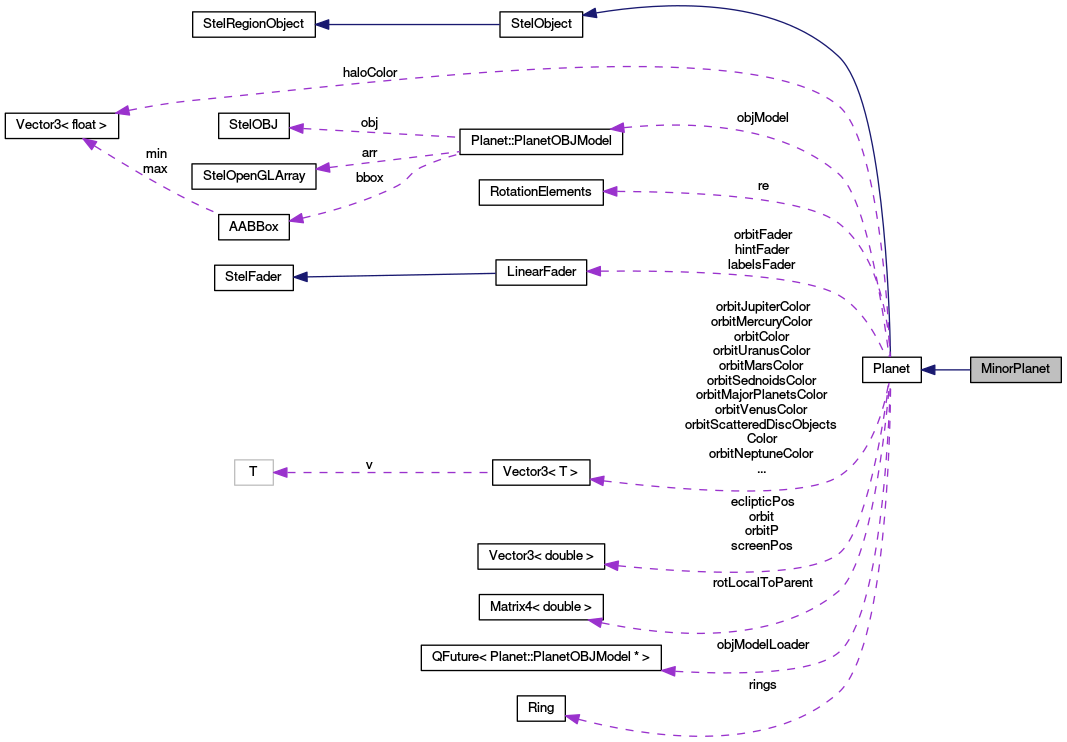 StelRegionObject
StelObject
haloColor
Vector3< float >
StelOBJ
obj
Planet::PlanetOBJModel
objModel
min
max
arr
StelOpenGLArray
bbox
RotationElements
re
AABBox
orbitFader
hintFader
labelsFader
StelFader
LinearFader
orbitJupiterColor
orbitMercuryColor
orbitColor
orbitUranusColor
orbitMarsColor
orbitSednoidsColor
orbitMajorPlanetsColor
orbitVenusColor
orbitScatteredDiscObjects
Color
orbitNeptuneColor
...
Planet
MinorPlanet
T
v
Vector3< T >
eclipticPos
orbit
orbitP
screenPos
Vector3< double >
rotLocalToParent
Matrix4< double >
objModelLoader
QFuture< Planet::PlanetOBJModel * >
rings
Ring